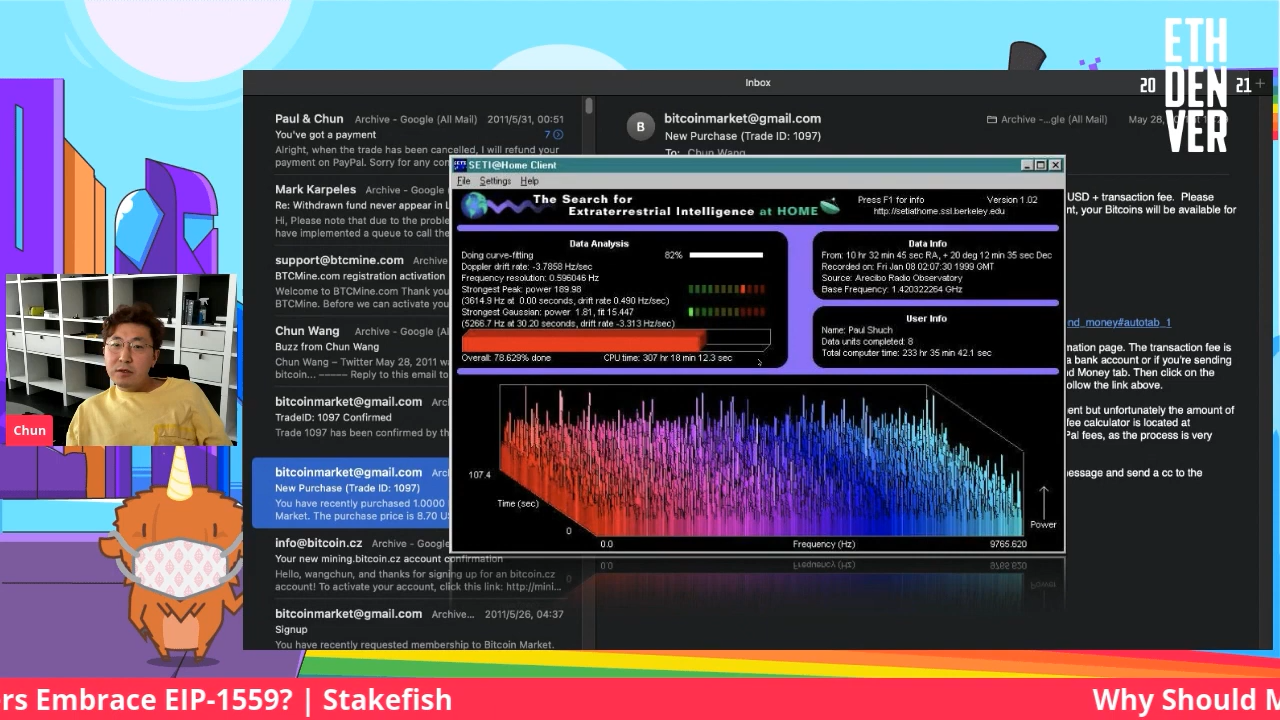 ETH
20 DEN 21
VER
Inbox
Paul & Chun Archive - Google (All Mail) 2011/5/31, 00:51
You've got a payment 7
Alright, when the trade has been cancelled, I will refund your
payment on PayPal. Sorry for any con
Mark Karpeles Archive - Google
Re: Withdrawn fund never appear in L
Hi, Please note that due to the proble
have implemented a queue to call the
support@btcmine.com Archive
BTCMine.com registration activation
Welcome to BTCMine.com Thank you
BTCMine. Before we can activate you
Chun Wang Archive - Google (
Buzz from Chun Wang
Chun Wang – Twitter May 28, 2011 wa
bitcoin... ––––– Reply to this email to
bitcoinmarket@gmail.com Arc
TradeID: 1097 Confirmed
Trade 1097 has been confirmed by th
bitcoinmarket@gmail.com Arc
New Purchase (Trade ID: 1097)
You have recently purchased 1.0000
Market. The purchase price is 8.70 U
info@bitcoin.cz Archive - Google
Your new mining.bitcoin.cz account confirmation
Hello, wangchun, and thanks for signing up for an bitcoin.cz
account! To activate your account, click this link: http://mini...
bitcoinmarket@gmail.com Archive... 2011/5/26, 04:37
Signup
You have recently requested membership to Bitcoin Market.
B
bitcoinmarket@gmail.com Archive -...gle (All Mail) May 28,
New Purchase (Trade ID: 1097)
To: Chun Wang
USD + transaction fee. Please
nt, your Bitcoins will be available for
nd_money#autotab_1
mation page. The transaction fee is
a bank account or if you're sending
d Money tab. Then click on the
ollow the link above.
ent but unfortunately the amount of
fee calculator is located at
Pal fees, as the process is very
essage and send a cc to the
SETI@Home Client
File Settings Help
The Search for
Extraterrestrial Intelligence at HOME
Press F1 for info Version 1.02
http://setiathome.ssl.berkeley.edu
Data Analysis
Doing curve-fitting 82%
Doppler drift rate: -3.7858 Hz/sec
Frequency resolution: 0.596046 Hz
Strongest Peak: power 189.98
(3614.9 Hz at 0.00 seconds, drift rate 0.490 Hz/sec)
Strongest Gaussian: power 1.81, fit 15.447
(5266.7 Hz at 30.20 seconds, drift rate -3.313 Hz/sec)
Overall: 78.629% done CPU time: 307 hr 18 min 12.3 sec
Data Info
From: 10 hr 32 min 45 sec RA, + 20 deg 12 min 35 sec Dec
Recorded on: Fri Jan 08 02:07:30 1999 GMT
Source: Arecibo Radio Observatory
Base Frequency: 1.420322264 GHz
User Info
Name: Paul Shuch
Data units completed: 8
Total computer time: 233 hr 35 min 42.1 sec
107.4
Time (sec)
0
0.0 Frequency (Hz) 9765.620
Power
Chun
ers Embrace EIP-1559? | Stakefish Why Should M